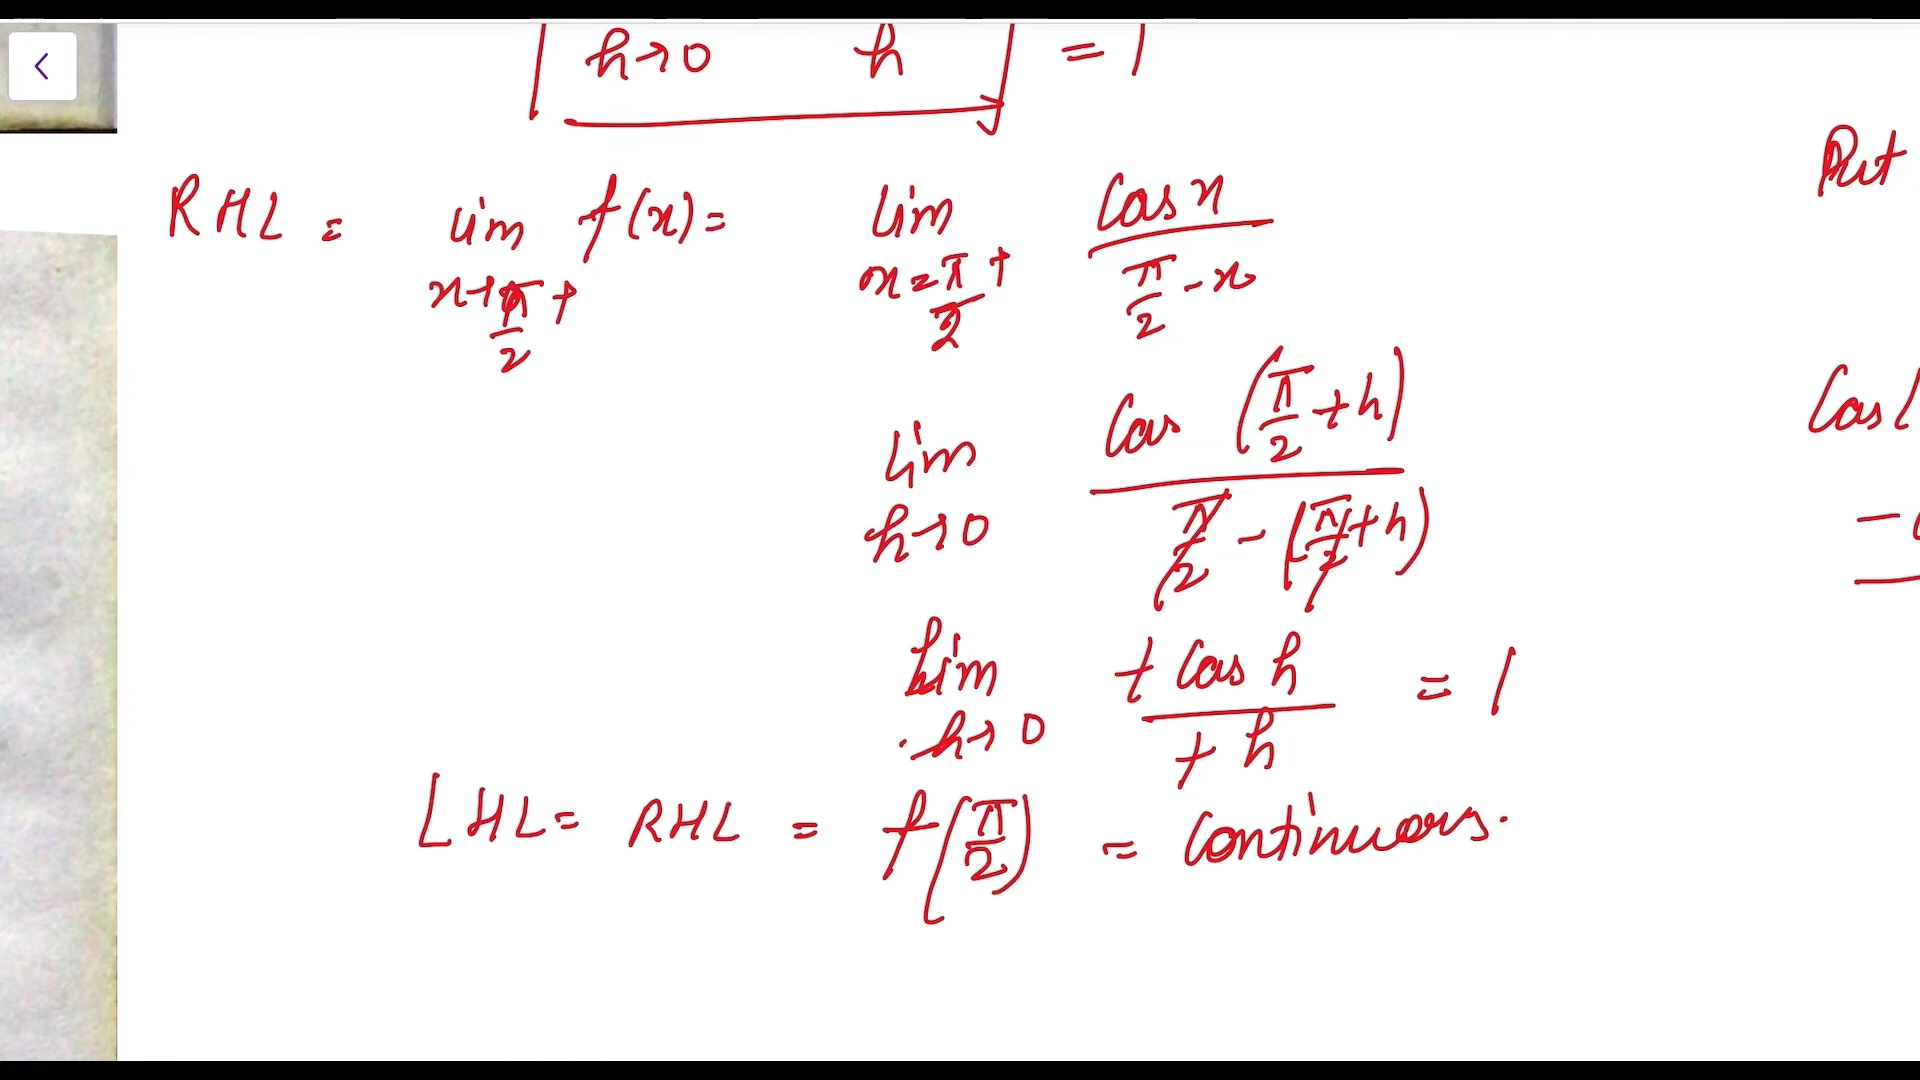 h→0 h = 1
Put
RHL = lim x→π/2+ f(x) = lim x=π/2+ cos x / (π/2 - x)
lim h→0 cos (π/2 + h) / (π/2 - (π/2 + h))
Cos(
-
lim h→0 + cos h / + h = 1
LHL = RHL = f(π/2) = continuous.